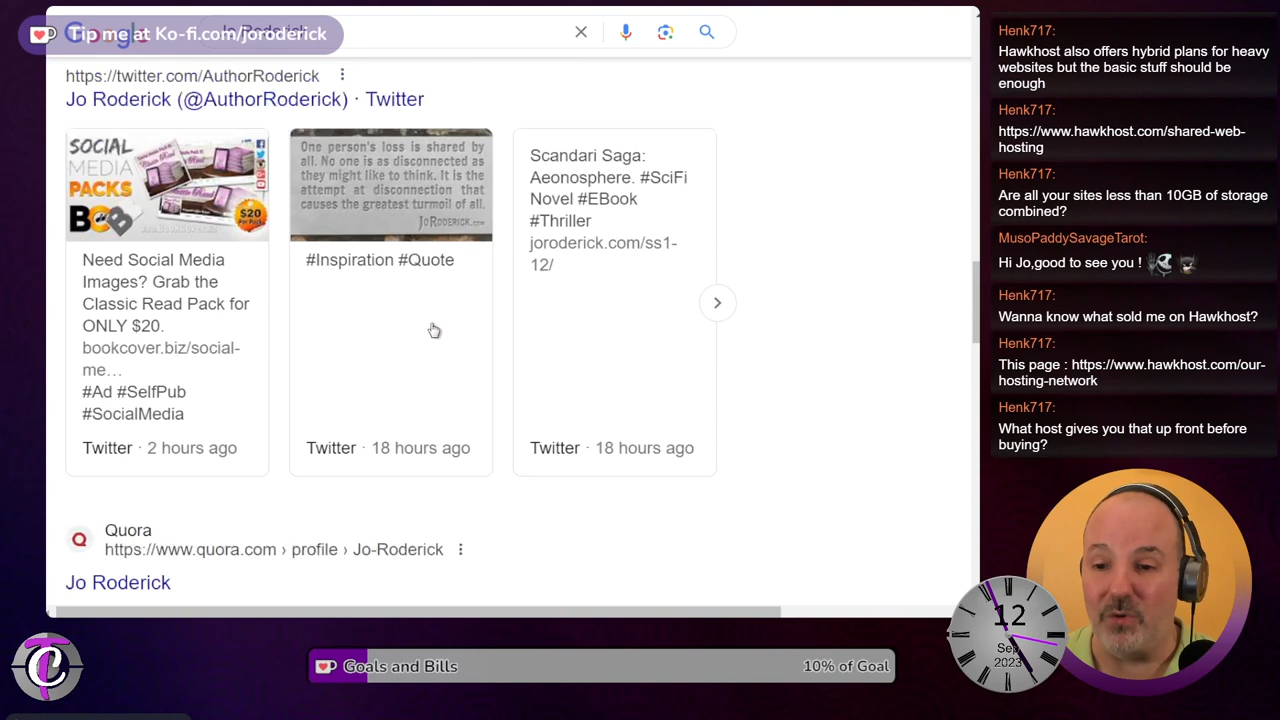 Tip me at Ko-fi.com/joroderick
https://twitter.com/AuthorRoderick
Jo Roderick (@AuthorRoderick) · Twitter
SOCIAL
MEDIA
PACKS
BCB
$20
Need Social Media
Images? Grab the
Classic Read Pack for
ONLY $20.
bookcover.biz/social-
me…
#Ad #SelfPub
#SocialMedia
Twitter · 2 hours ago
One person's loss is shared by
all. No one is as disconnected as
they might like to think. It is the
attempt at disconnection that
causes the greatest turmoil of all.
JoRoderick.com
#Inspiration #Quote
Twitter · 18 hours ago
Scandari Saga:
Aeonosphere. #SciFi
Novel #EBook
#Thriller
joroderick.com/ss1-
12/
Twitter · 18 hours ago
Quora
https://www.quora.com › profile › Jo-Roderick
Jo Roderick
Henk717:
Hawkhost also offers hybrid plans for heavy
websites but the basic stuff should be
enough
Henk717:
https://www.hawkhost.com/shared-web-
hosting
Henk717:
Are all your sites less than 10GB of storage
combined?
MusoPaddySavageTarot:
Hi Jo,good to see you !
Henk717:
Wanna know what sold me on Hawkhost?
Henk717:
This page : https://www.hawkhost.com/our-
hosting-network
Henk717:
What host gives you that up front before
buying?
12
Sep
2023
TC
Goals and Bills
10% of Goal